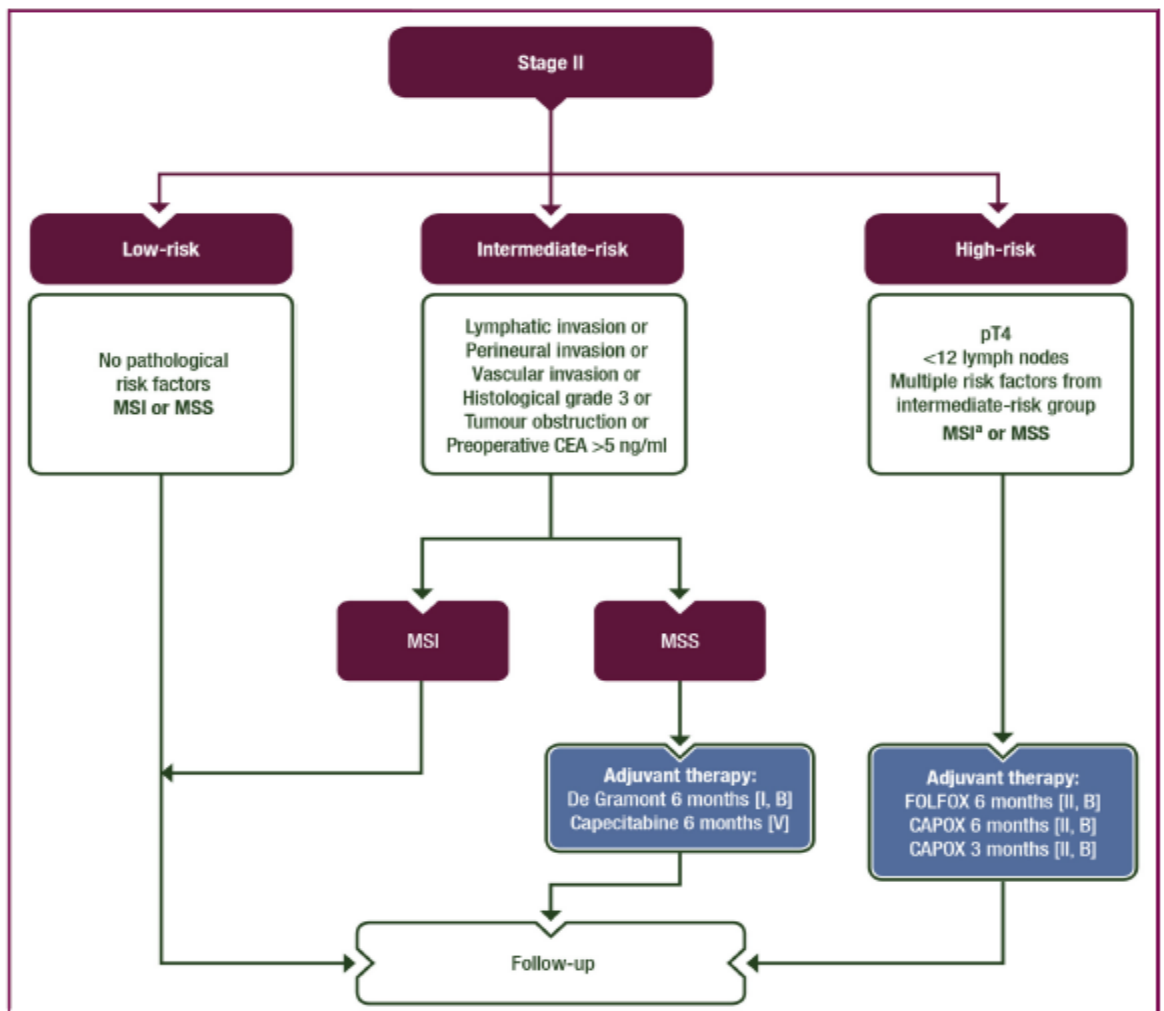 Stage II
Low-risk
Intermediate-risk
High-risk
No pathological
risk factors
MSI or MSS
Lymphatic invasion or
Perineural invasion or
Vascular invasion or
Histological grade 3 or
Tumour obstruction or
Preoperative CEA >5 ng/ml
pT4
<12 lymph nodes
Multiple risk factors from
intermediate-risk group
MSIª or MSS
MSI
MSS
Adjuvant therapy:
De Gramont 6 months [I, B]
Capecitabine 6 months [V]
Adjuvant therapy:
FOLFOX 6 months [II, B]
CAPOX 6 months [II, B]
CAPOX 3 months [II, B]
Follow-up